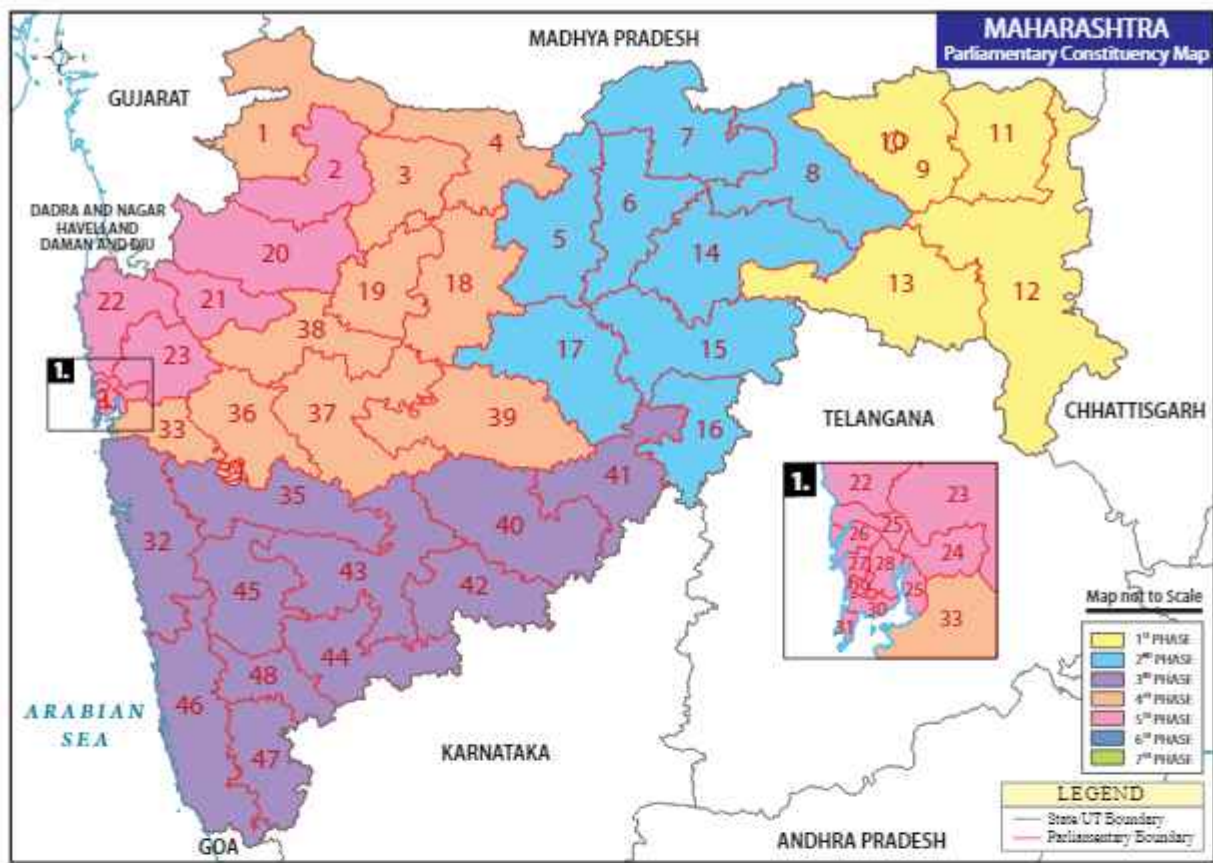 MAHARASHTRA
Parliamentary Constituency Map
MADHYA PRADESH
GUJARAT
DADRA AND NAGAR
HAVELI AND
DAMAN AND DIU
1
2
3
4
5
6
7
8
10
9
11
12
13
14
15
16
17
18
19
20
21
22
23
1.
33
36
37
38
39
TELANGANA
CHHATTISGARH
32
35
40
41
42
43
44
45
46
47
48
1.
22
23
26
25
24
27
28
29
25
30
31
33
Map not to Scale
1ST PHASE
2ND PHASE
3RD PHASE
4TH PHASE
5TH PHASE
6TH PHASE
7TH PHASE
LEGEND
State UT Boundary
Parliamentary Boundary
ARABIAN
SEA
KARNATAKA
GOA
ANDHRA PRADESH